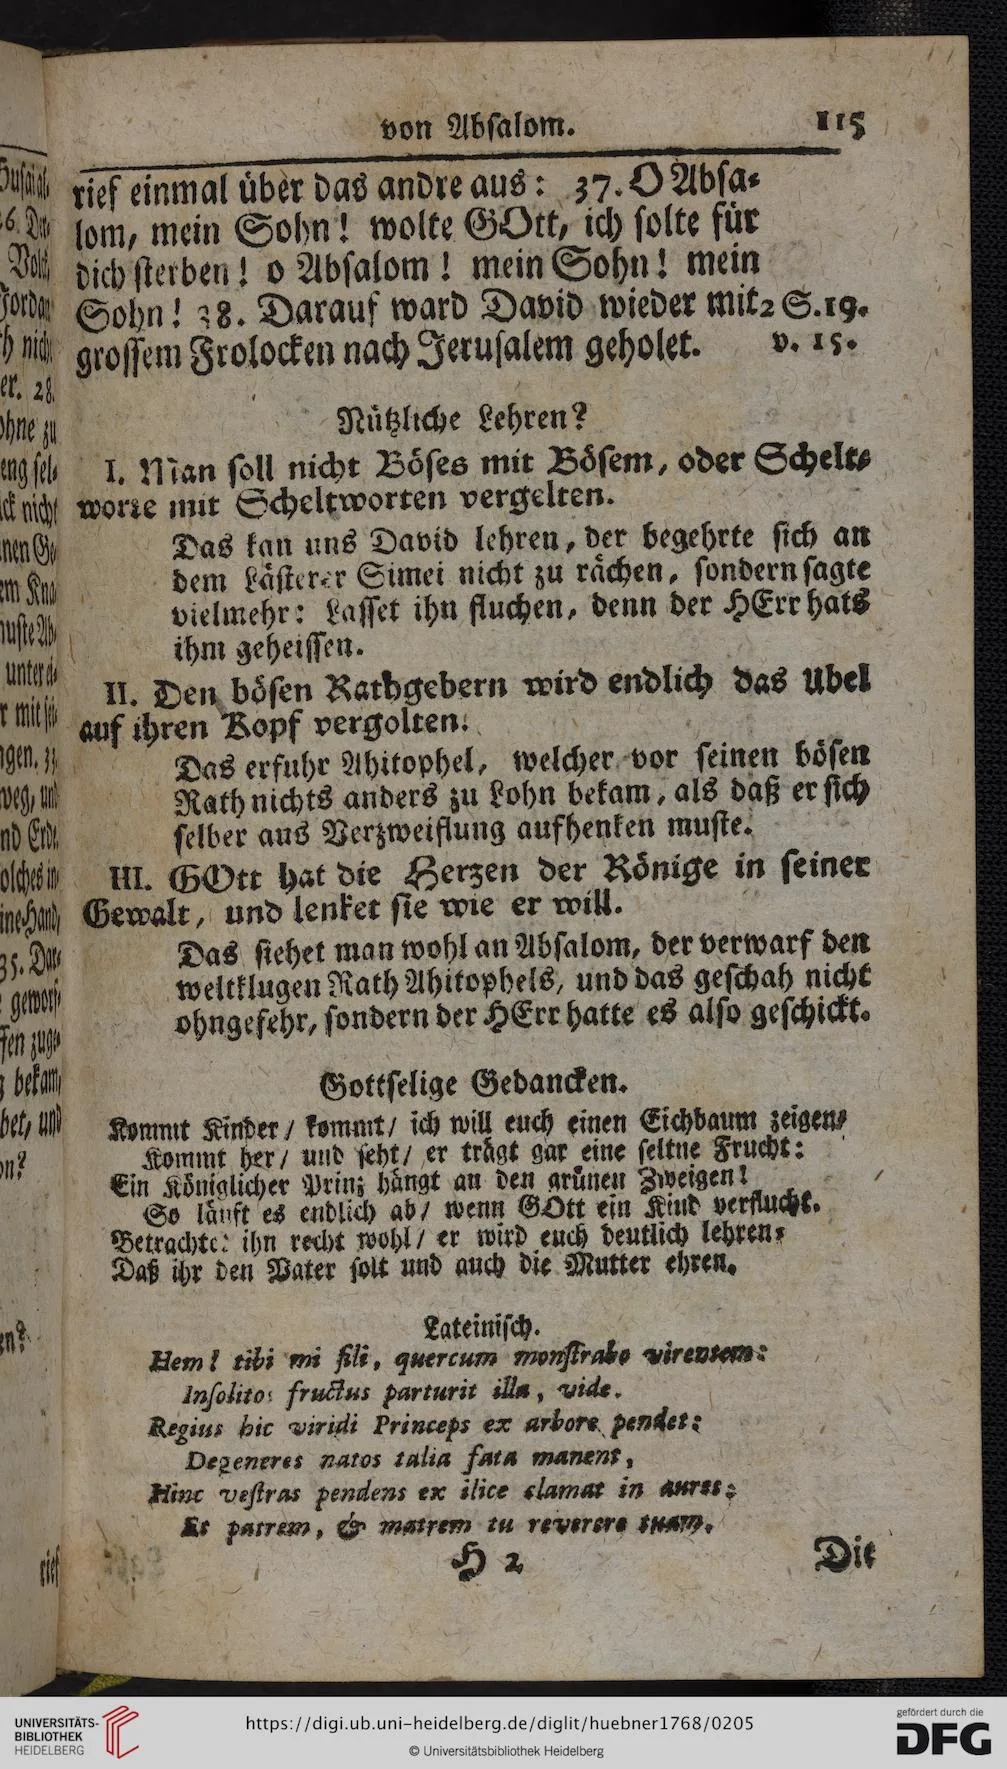 von Abſalom. 115
rief einmal über das andre aus: 37. O Abſa⸗
lom, mein Sohn! wolte GOtt, ich ſolte für
dich ſterben! o Abſalom! mein Sohn! mein
Sohn! 38. Darauf ward David wieder mit 2 S. 19.
groſſem Frolocken nach Jeruſalem geholet. v. 15.
Nützliche Lehren?
I. Man ſoll nicht Böſes mit Böſem, oder Schelt⸗
worte mit Scheltworten vergelten.
Das kan uns David lehren, der begehrte ſich an
dem Läſterer Simei nicht zu rächen, ſondern ſagte
vielmehr: Laſſet ihn fluchen, denn der HErr hats
ihm geheiſſen.
II. Den böſen Rathgebern wird endlich das Ubel
auf ihren Kopf vergolten.
Das erfuhr Ahitophel, welcher vor ſeinen böſen
Rath nichts anders zu Lohn bekam, als daß er ſich
ſelber aus Verzweiflung aufhenken muſte.
III. GOtt hat die Herzen der Könige in ſeiner
Gewalt, und lenket ſie wie er will.
Das ſiehet man wohl an Abſalom, der verwarf den
weltklugen Rath Ahitophels, und das geſchah nicht
ohngefehr, ſondern der HErr hatte es alſo geſchickt.
Gottſelige Gedancken.
Kommt Kinder / kommt / ich will euch einen Eichbaum zeigen,
Kommt her / und ſeht / er trägt gar eine ſeltne Frucht:
Ein Königlicher Prinz hängt an den grünen Zweigen!
So läuft es endlich ab / wenn GOtt ein Kind verflucht.
Betrachtet ihn recht wohl / er wird euch deutlich lehren,
Daß ihr den Vater ſolt und auch die Mutter ehren.
Lateiniſch.
Hem! tibi mi fili, quercum monſtrabo virentem:
Inſolitos fructus parturit illa, vide.
Regius hic viridi Princeps ex arbore pendet:
Degeneres natos talia fata manent,
Hinc veſtras pendens ex ilice clamat in aures:
Et patrem, & matrem tu reverere tuam.
H 2 Die
UNIVERSITÄTS-
BIBLIOTHEK
HEIDELBERG
https://digi.ub.uni-heidelberg.de/diglit/huebner1768/0205
© Universitätsbibliothek Heidelberg
gefördert durch die
DFG